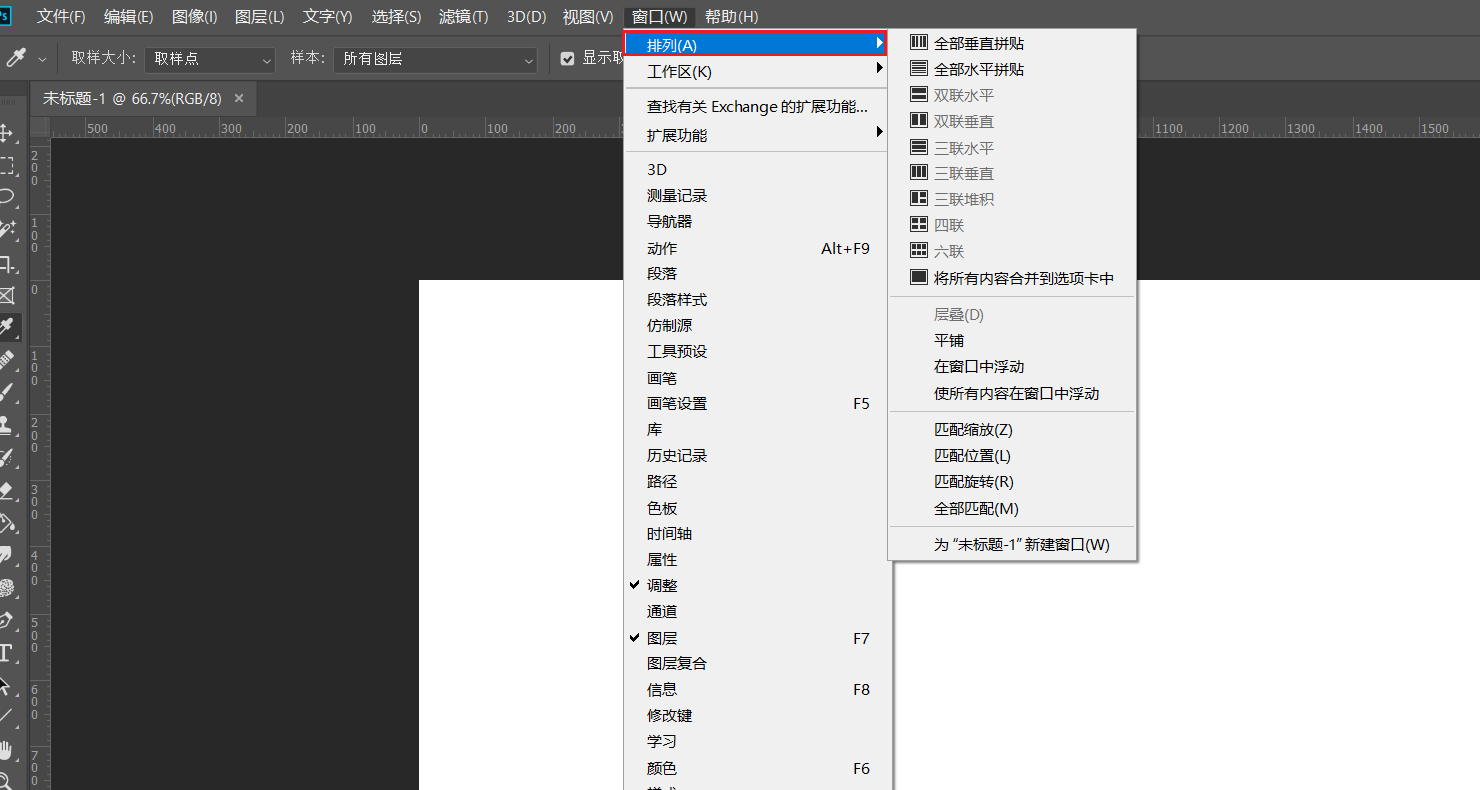 Ps 文件(F) 编辑(E) 图像(I) 图层(L) 文字(Y) 选择(S) 滤镜(T) 3D(D) 视图(V) 窗口(W) 帮助(H)
取样大小: 取样点 样本: 所有图层 显示取
未标题-1 @ 66.7%(RGB/8) ×
500 400 300 200 100 0 100 200 1100 1200 1300 1400 1500
200
100
0
100
200
300
400
500
600
700
排列(A)
工作区(K)
查找有关 Exchange 的扩展功能...
扩展功能
3D
测量记录
导航器
动作 Alt+F9
段落
段落样式
仿制源
工具预设
画笔
画笔设置 F5
库
历史记录
路径
色板
时间轴
属性
调整
通道
图层 F7
图层复合
信息 F8
修改键
学习
颜色 F6
全部垂直拼贴
全部水平拼贴
双联水平
双联垂直
三联水平
三联垂直
三联堆积
四联
六联
将所有内容合并到选项卡中
层叠(D)
平铺
在窗口中浮动
使所有内容在窗口中浮动
匹配缩放(Z)
匹配位置(L)
匹配旋转(R)
全部匹配(M)
为 “未标题-1” 新建窗口(W)